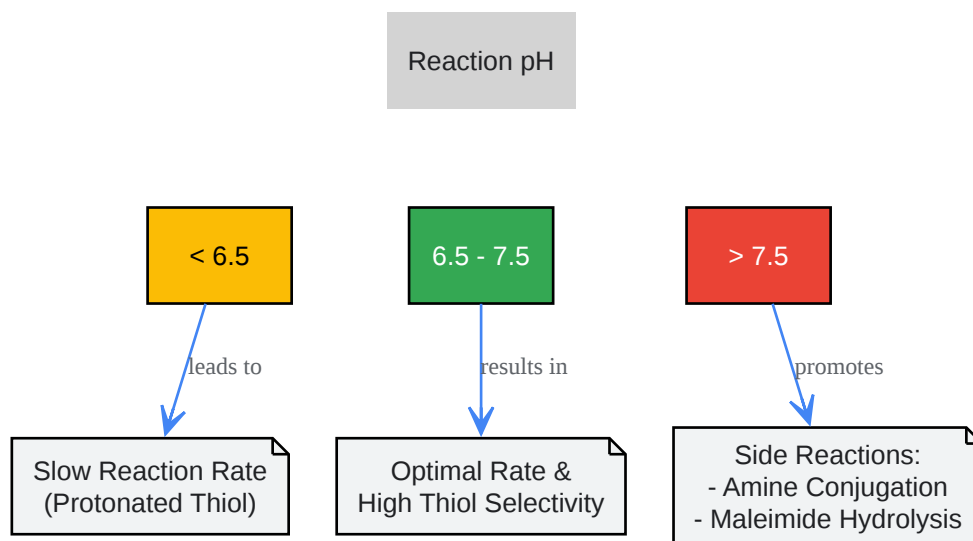 Reaction pH
< 6.5
6.5 - 7.5
> 7.5
leads to
results in
promotes
Slow Reaction Rate
(Protonated Thiol)
Optimal Rate &
High Thiol Selectivity
Side Reactions:
- Amine Conjugation
- Maleimide Hydrolysis